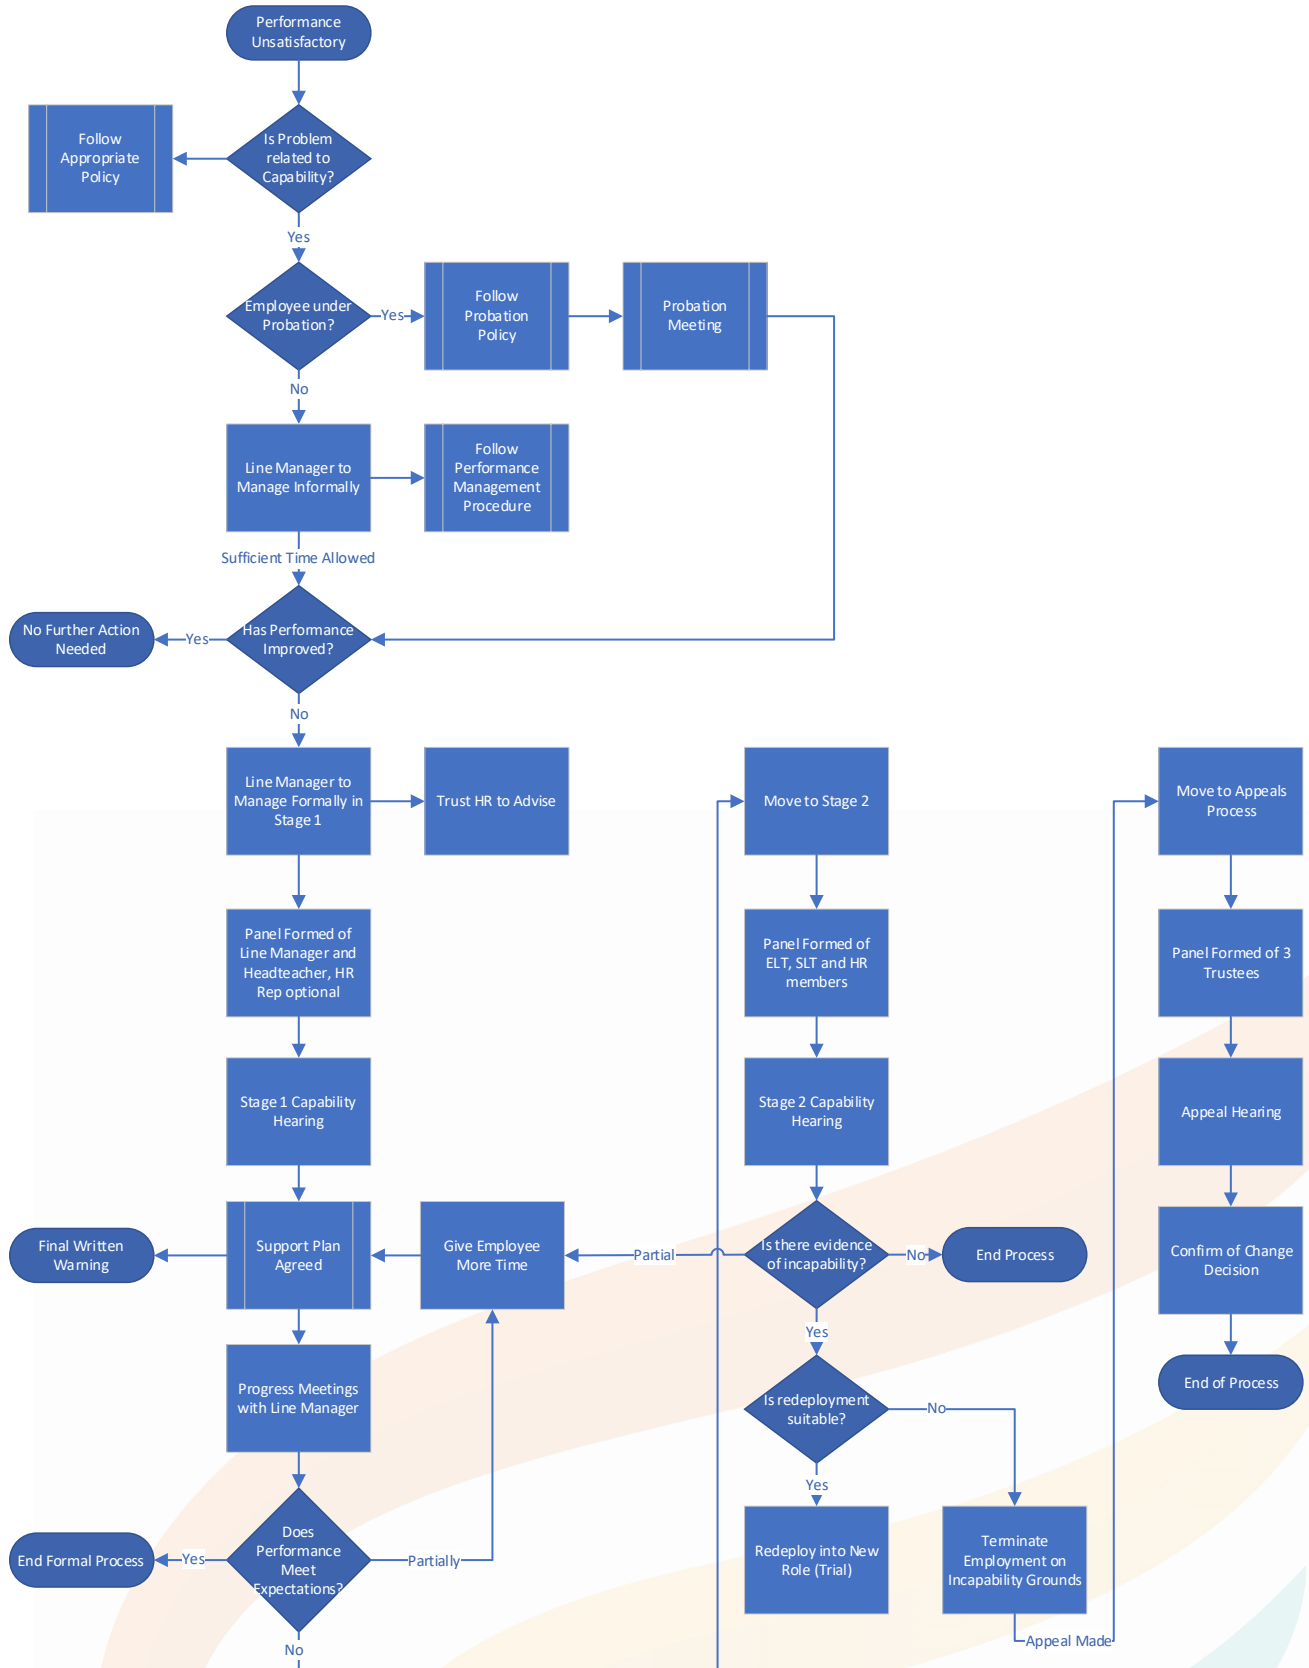 Performance
Unsatisfactory
Is Problem
related to
Capability?
Follow
Appropriate
Policy
Yes
Employee under
Probation?
Yes
Follow
Probation
Policy
Probation
Meeting
No
Line Manager to
Manage Informally
Follow
Performance
Management
Procedure
Sufficient Time Allowed
Has Performance
Improved?
Yes
No Further Action
Needed
No
Line Manager to
Manage Formally in
Stage 1
Trust HR to Advise
Panel Formed of
Line Manager and
Headteacher, HR
Rep optional
Stage 1 Capability
Hearing
Support Plan
Agreed
Final Written
Warning
Give Employee
More Time
Progress Meetings
with Line Manager
Does
Performance
Meet
Expectations?
Yes
End Formal Process
Partially
No
Move to Stage 2
Panel Formed of
ELT, SLT and HR
members
Stage 2 Capability
Hearing
Is there evidence
of incapability?
Partial
No
End Process
Yes
Is redeployment
suitable?
No
Yes
Redeploy into New
Role (Trial)
Terminate
Employment on
Incapability Grounds
Appeal Made
Move to Appeals
Process
Panel Formed of 3
Trustees
Appeal Hearing
Confirm of Change
Decision
End of Process